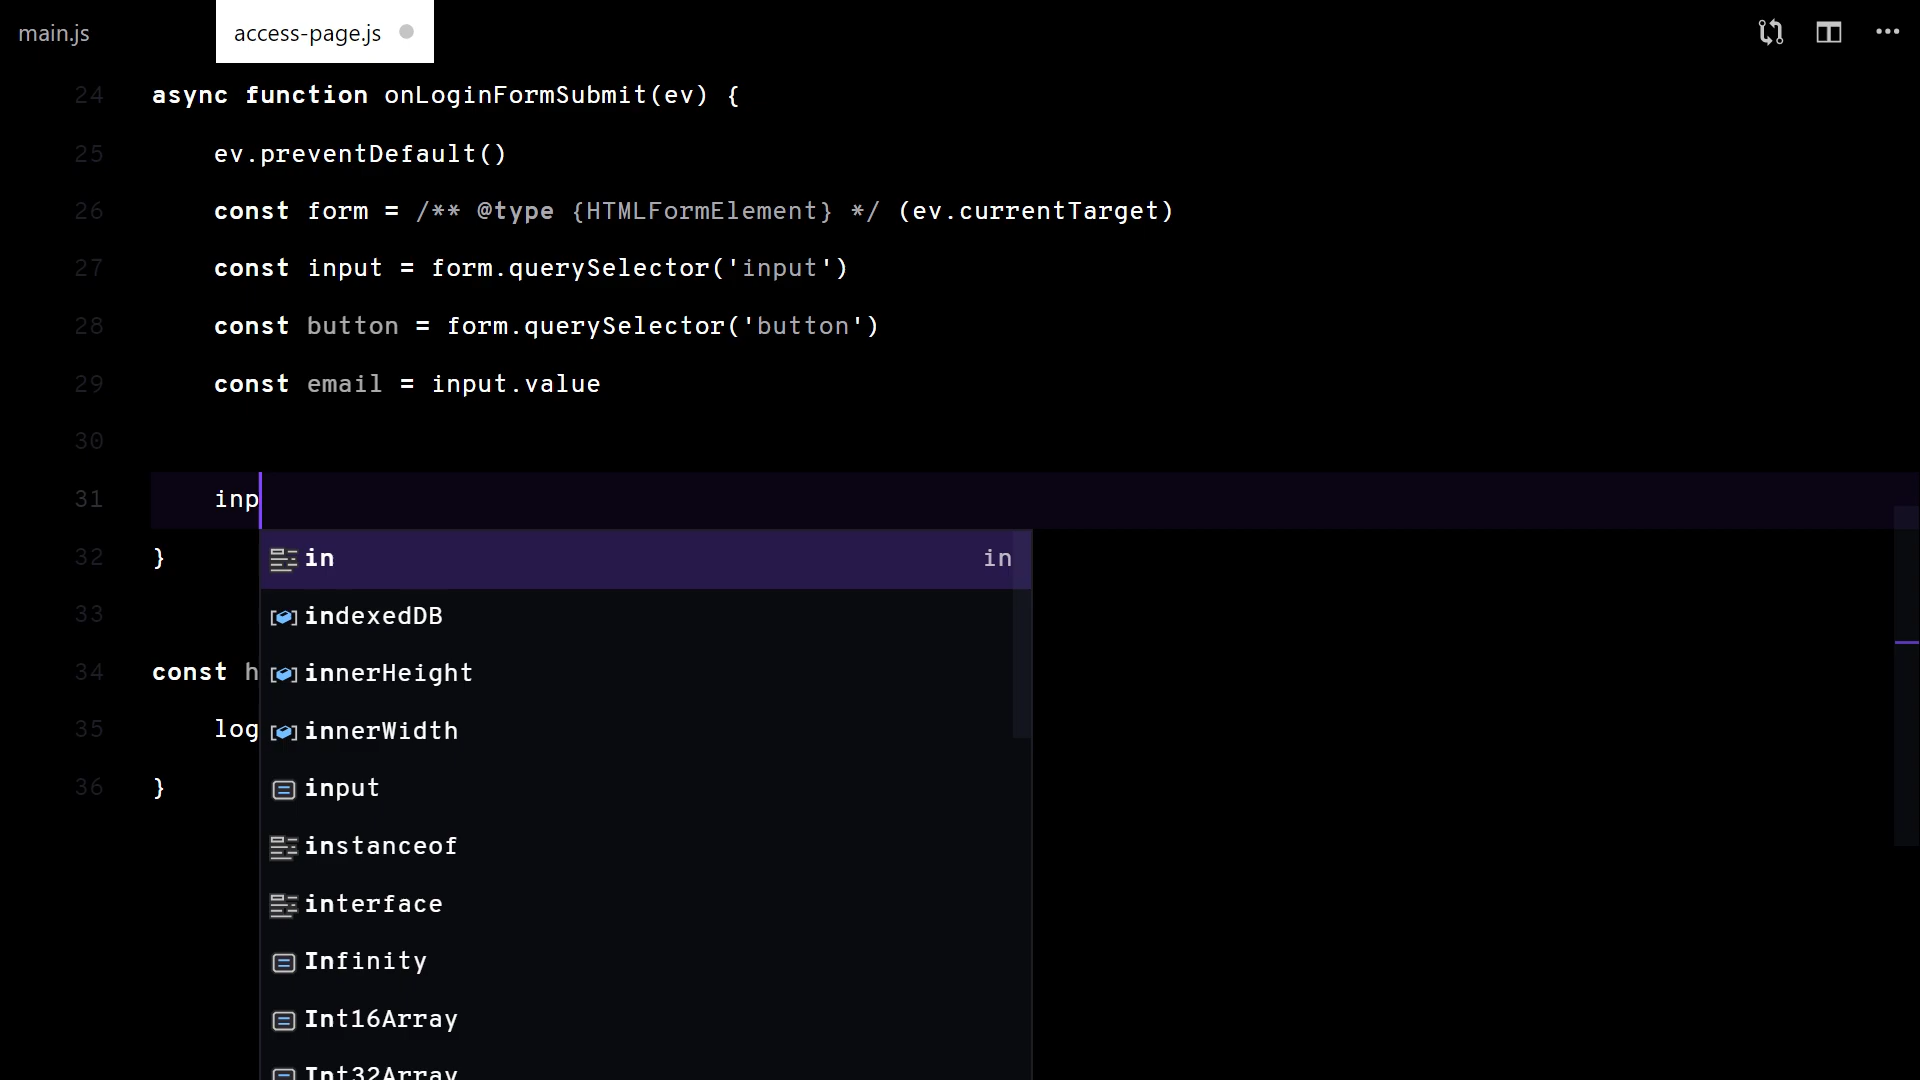 main.js
access-page.js
24 async function onLoginFormSubmit(ev) {
25 ev.preventDefault()
26 const form = /** @type {HTMLFormElement} */ (ev.currentTarget)
27 const input = form.querySelector('input')
28 const button = form.querySelector('button')
29 const email = input.value
30
31 inp
in in
32 }
indexedDB
33
innerHeight
34 const h
innerWidth
35 log
input
36 }
instanceof
interface
Infinity
Int16Array
Int32Array